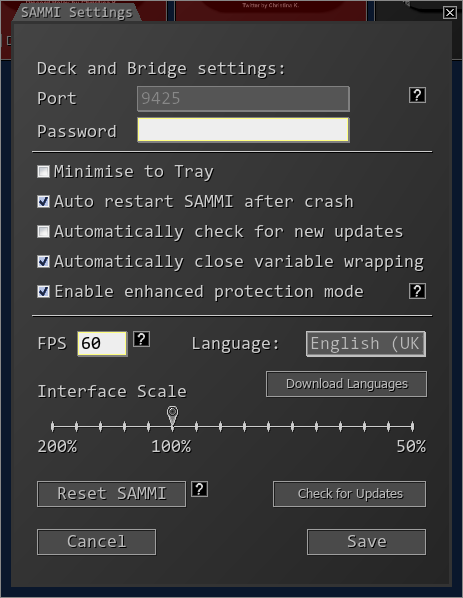 Twitter by Christina K.
SAMMI Settings
Deck and Bridge settings:
Port 9425 ?
Password
Minimise to Tray
Auto restart SAMMI after crash
Automatically check for new updates
Automatically close variable wrapping
Enable enhanced protection mode ?
FPS 60 ? Language: English (UK
Download Languages
Interface Scale
200% 100% 50%
Reset SAMMI ? Check for Updates
Cancel Save